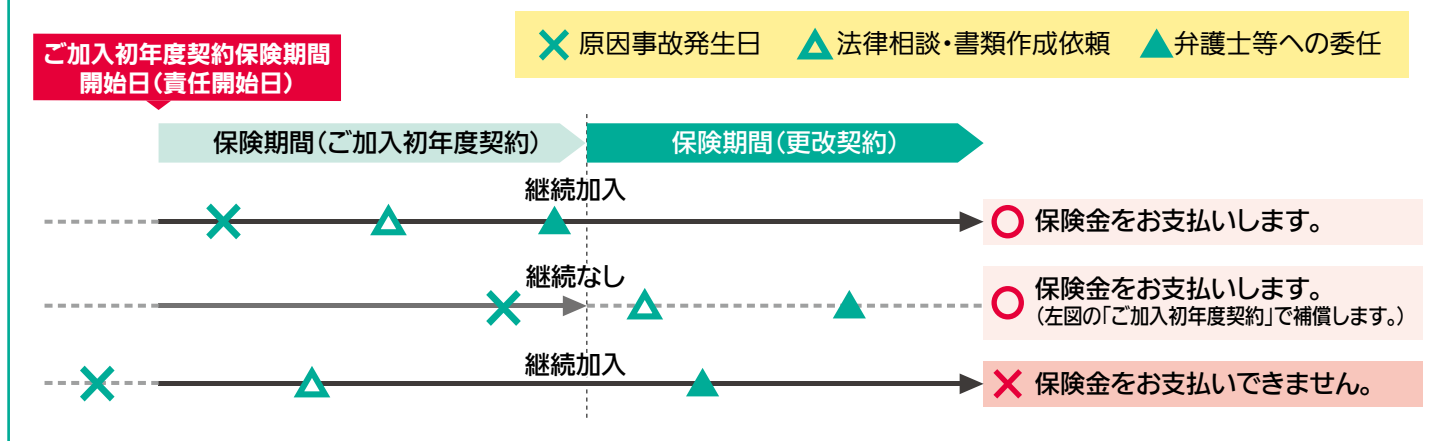 ご加入初年度契約保険期間
開始日(責任開始日)
原因事故発生日 法律相談・書類作成依頼 弁護士等への委任
保険期間(ご加入初年度契約) 保険期間(更改契約)
継続加入
保険金をお支払いします。
継続なし
保険金をお支払いします。
(左図の「ご加入初年度契約」で補償します。)
継続加入
保険金をお支払いできません。